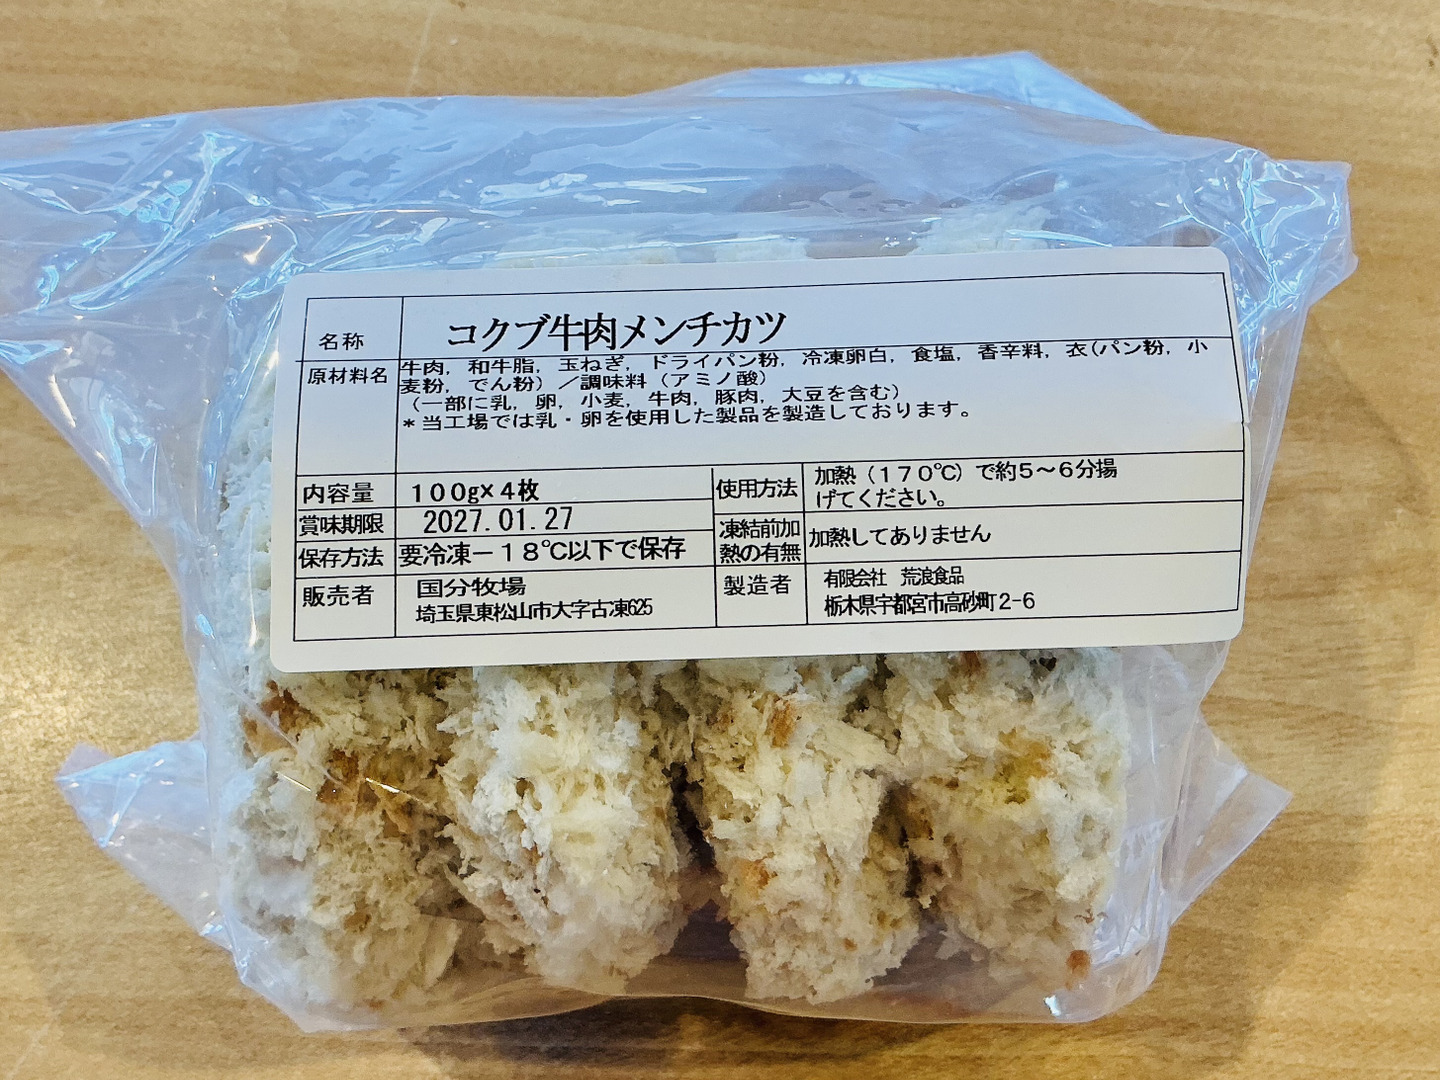 名称 コクブ牛肉メンチカツ
原材料名 牛肉, 和牛脂, 玉ねぎ, ドライパン粉, 冷凍卵白, 食塩, 香辛料, 衣(パン粉, 小
麦粉, でん粉) ／調味料 (アミノ酸)
(一部に乳, 卵, 小麦, 牛肉, 豚肉, 大豆を含む)
＊当工場では乳・卵を使用した製品を製造しております。
内容量 １００g×４枚
賞味期限 2027.01.27
保存方法 要冷凍－１８℃以下で保存
販売者 国分牧場
埼玉県東松山市大字古凍625
使用方法 加熱（１７０℃）で約５～６分揚
げてください。
凍結前加
熱の有無 加熱してありません
製造者 有限会社 荒浪食品
栃木県宇都宮市高砂町２-６